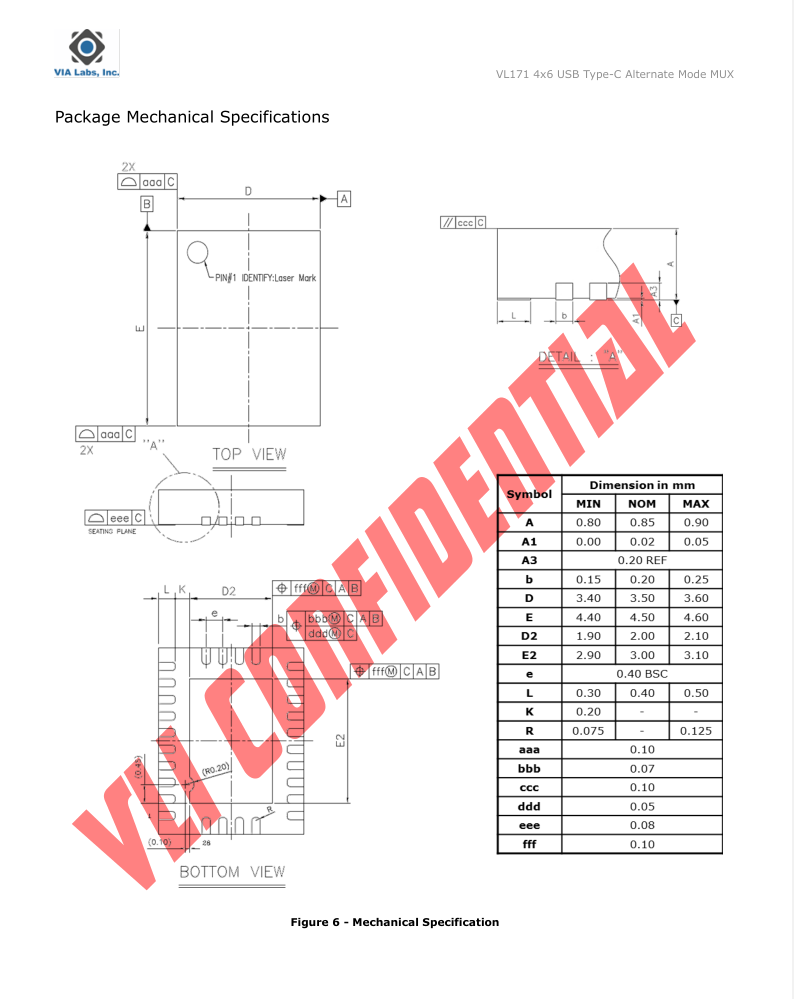 VIA Labs, Inc.
VL171 4x6 USB Type-C Alternate Mode MUX
Package Mechanical Specifications
2X
aaa C
D
A
B
PIN#1 IDENTIFY:Laser Mark
E
aaa C
2X
"A"
TOP VIEW
eee C
SEATING PLANE
// ccc C
A
A3
A1
L
b
C
DETAIL : "A"
L K D2
fff M C A B
e
b
bbb M C A B
ddd M C
fff M C A B
E2
(0.45)
(R0.20)
R
1
(0.10)
28
BOTTOM VIEW
VLI CONFIDENTIAL
Symbol Dimension in mm
MIN NOM MAX
A 0.80 0.85 0.90
A1 0.00 0.02 0.05
A3 0.20 REF
b 0.15 0.20 0.25
D 3.40 3.50 3.60
E 4.40 4.50 4.60
D2 1.90 2.00 2.10
E2 2.90 3.00 3.10
e 0.40 BSC
L 0.30 0.40 0.50
K 0.20 - -
R 0.075 - 0.125
aaa 0.10
bbb 0.07
ccc 0.10
ddd 0.05
eee 0.08
fff 0.10
Figure 6 - Mechanical Specification